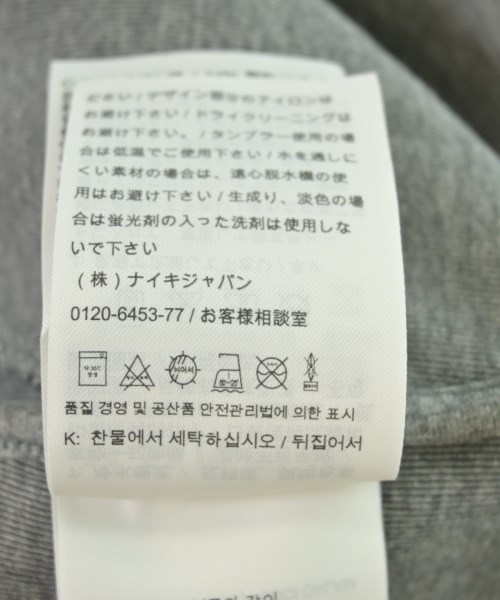 ださい / デザイン部分のアイロンは
お避け下さい / ドライクリーニングは
お避け下さい。 / タンブラー使用の場
合は低温でご使用下さい / 水を通しに
くい素材の場合は、遠心脱水機の使
用はお避け下さい / 生成り、淡色の場
合は蛍光剤の入った洗剤は使用しな
いで下さい
(株) ナイキジャパン
0120-6453-77 / お客様相談室
약 30℃ 중성
품질 경영 및 공산품 안전관리법에 의한 표시
K: 찬물에서 세탁하십시오 / 뒤집어서